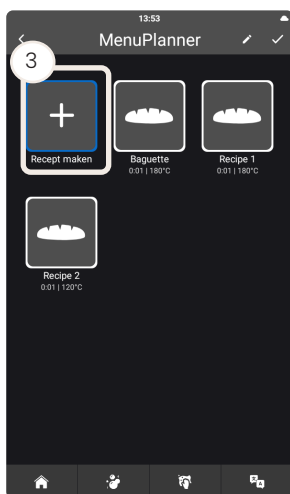 13:53
MenuPlanner
3
Recept maken
Baguette
0:01 | 180°C
Recipe 1
0:01 | 180°C
Recipe 2
0:01 | 120°C